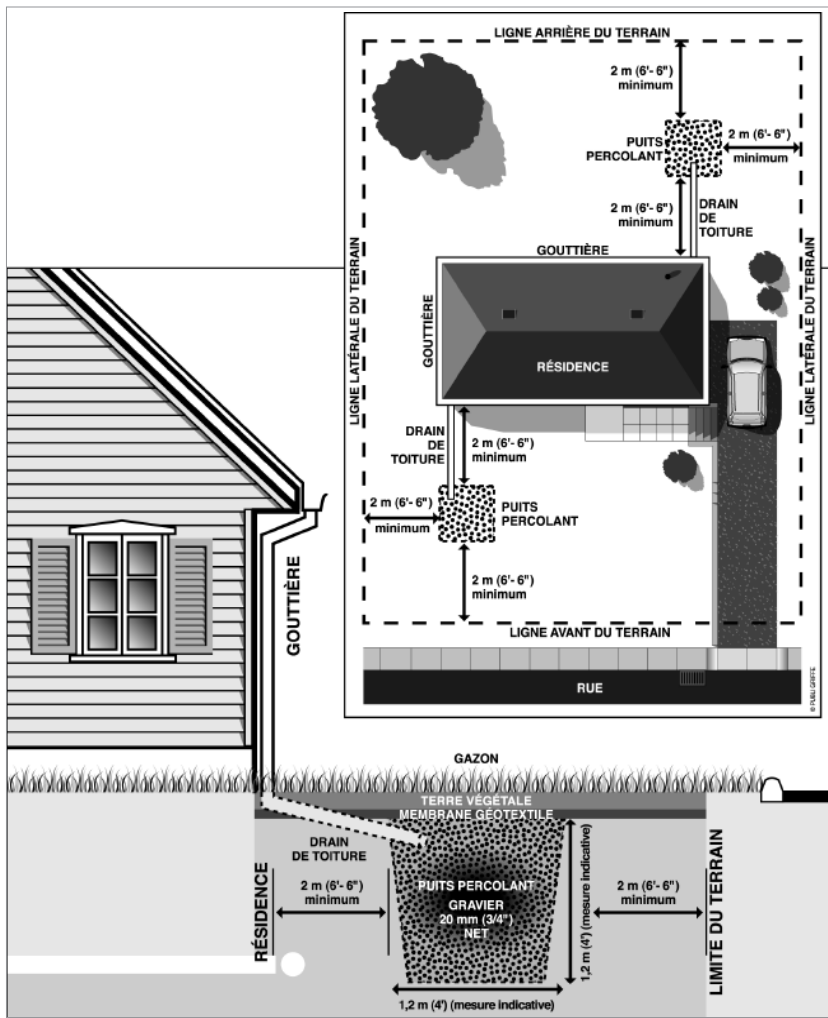 LIGNE ARRIÈRE DU TERRAIN
2 m (6'- 6")
minimum
PUITS
PERCOLANT
2 m (6'- 6")
minimum
2 m (6'- 6")
minimum
DRAIN
DE
TOITURE
GOUTTIÈRE
GOUTTIÈRE
LIGNE LATÉRALE DU TERRAIN
LIGNE LATÉRALE DU TERRAIN
RÉSIDENCE
DRAIN
DE
TOITURE
2 m (6'- 6")
minimum
2 m (6'- 6")
minimum
PUITS
PERCOLANT
2 m (6'- 6")
minimum
LIGNE AVANT DU TERRAIN
RUE
© PUBLI GRIFFE
GOUTTIÈRE
GAZON
TERRE VÉGÉTALE
MEMBRANE GÉOTEXTILE
DRAIN
DE TOITURE
RÉSIDENCE
2 m (6'- 6")
minimum
PUITS PERCOLANT
GRAVIER
20 mm (3/4")
NET
1,2 m (4') (mesure indicative)
2 m (6'- 6")
minimum
LIMITE DU TERRAIN
1,2 m (4') (mesure indicative)